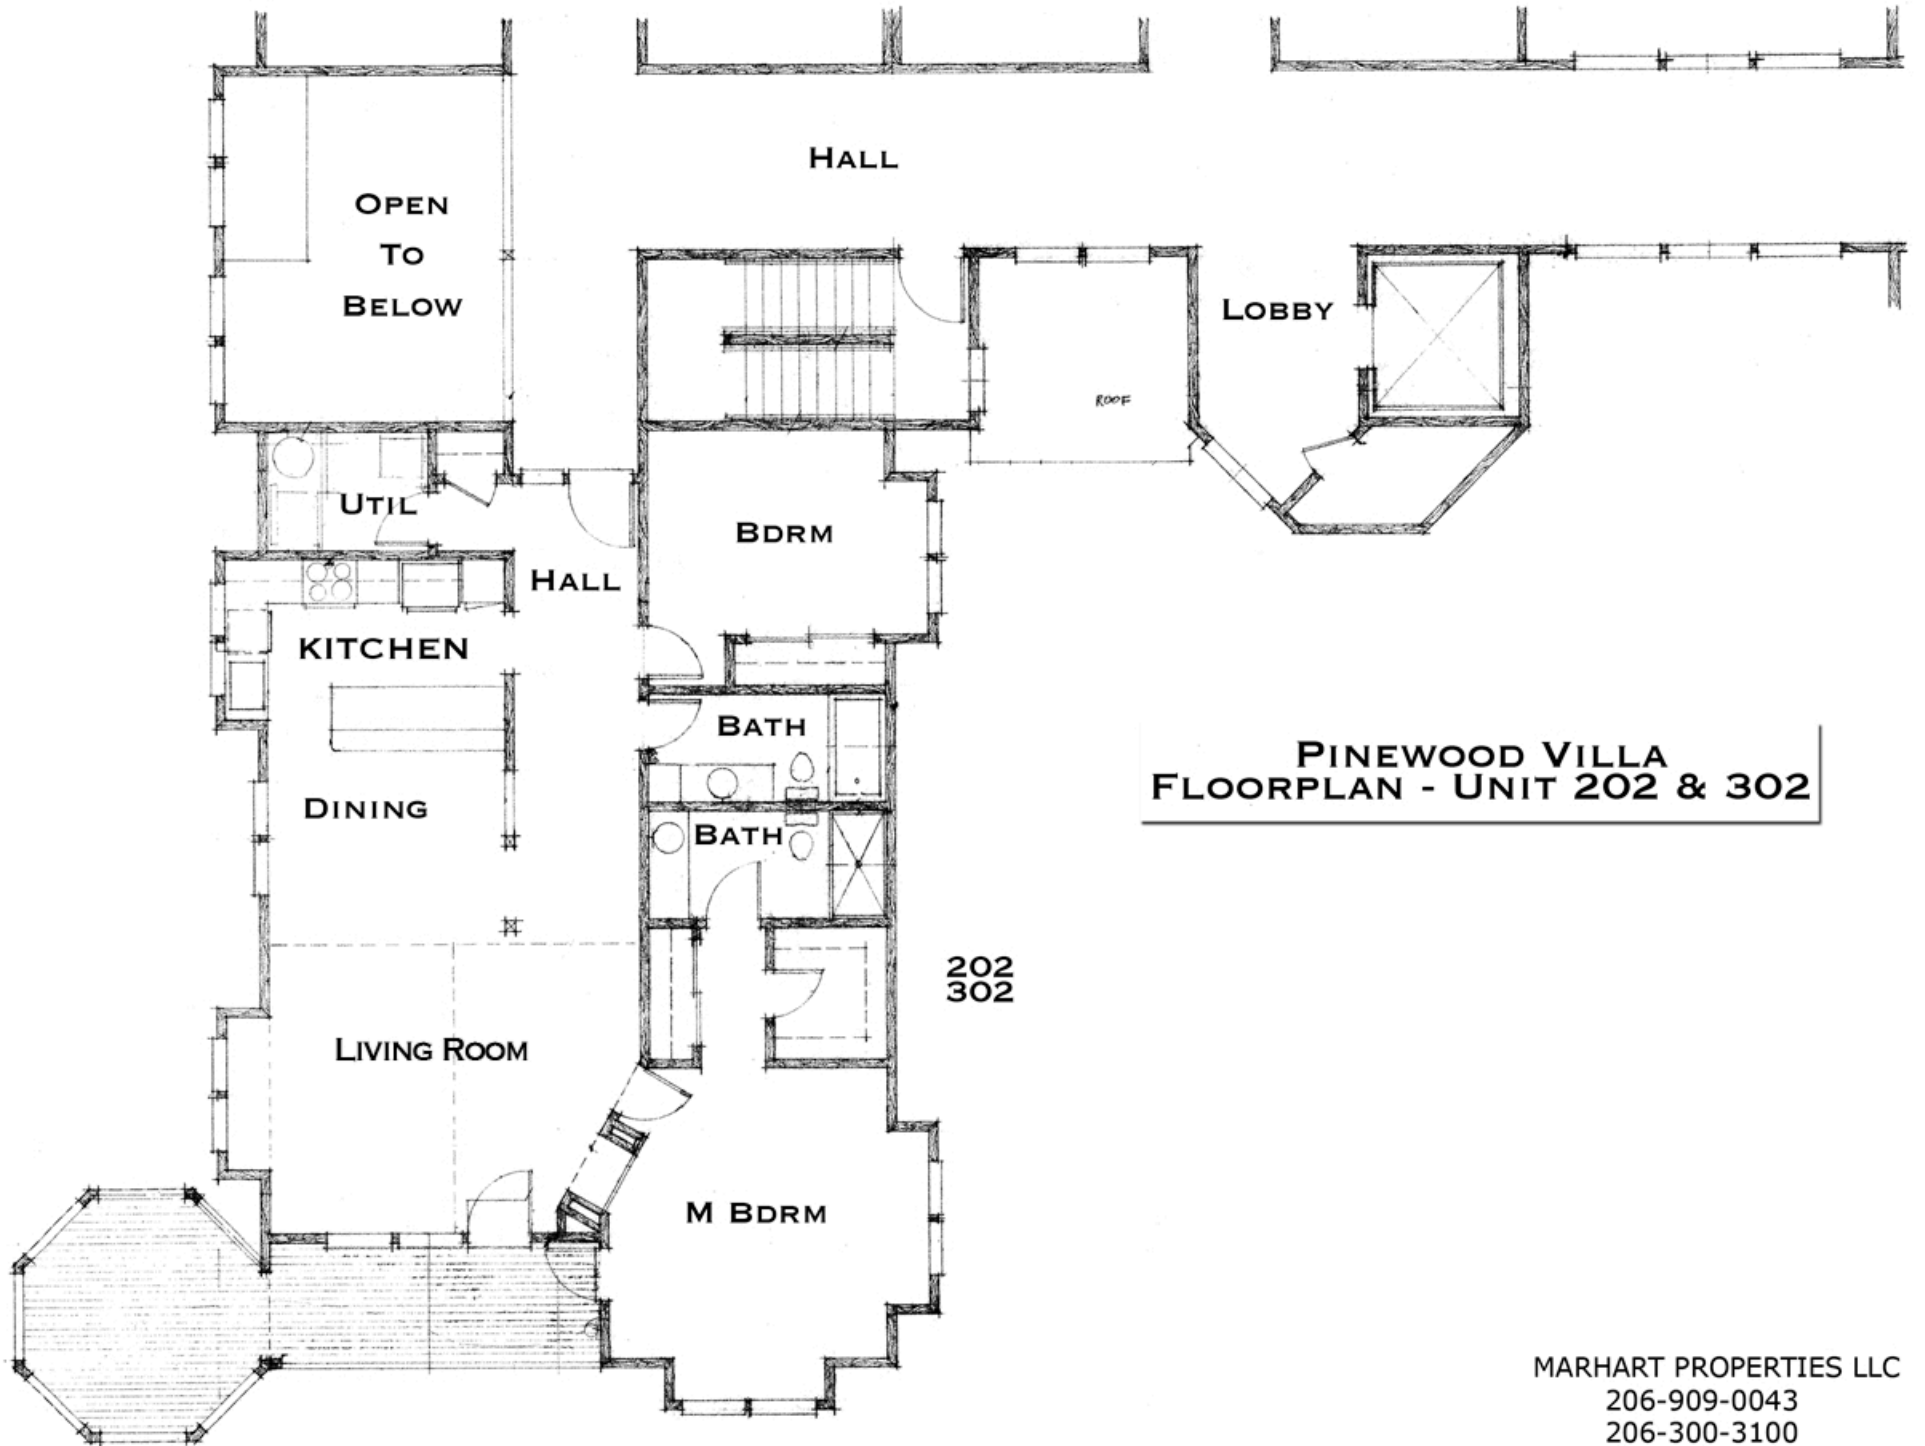 HALL
OPEN
TO
BELOW
LOBBY
ROOF
UTIL
BDRM
HALL
KITCHEN
BATH
PINEWOOD VILLA
FLOORPLAN - UNIT 202 & 302
DINING
BATH
202
302
LIVING ROOM
M BDRM
MARHART PROPERTIES LLC
206-909-0043
206-300-3100